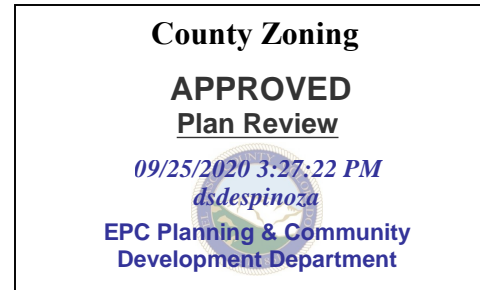 County Zoning
APPROVED
Plan Review
09/25/2020 3:27:22 PM
dsdespinoza
EPC Planning & Community
Development Department